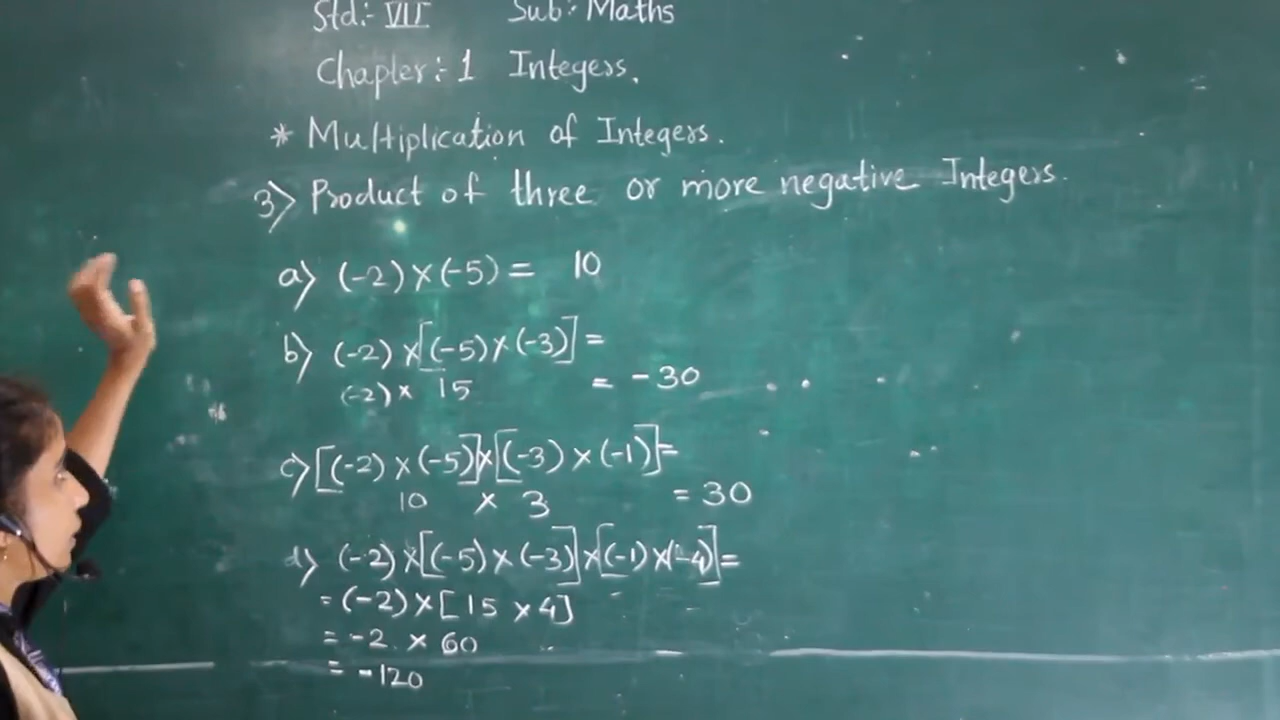 Std:- VII Sub:- Maths
Chapter:- 1 Integers.
* Multiplication of Integers.
3> Product of three or more negative Integers.
a) (-2)×(-5) = 10
b) (-2)×[(-5)×(-3)] =
(-2)× 15 = -30
c) [(-2)×(-5)]×[(-3)×(-1)] =
10 × 3 = 30
d) (-2)×[(-5)×(-3)]×[(-1)×(-4)] =
= (-2)×[15 ×4]
= -2 × 60
= -120